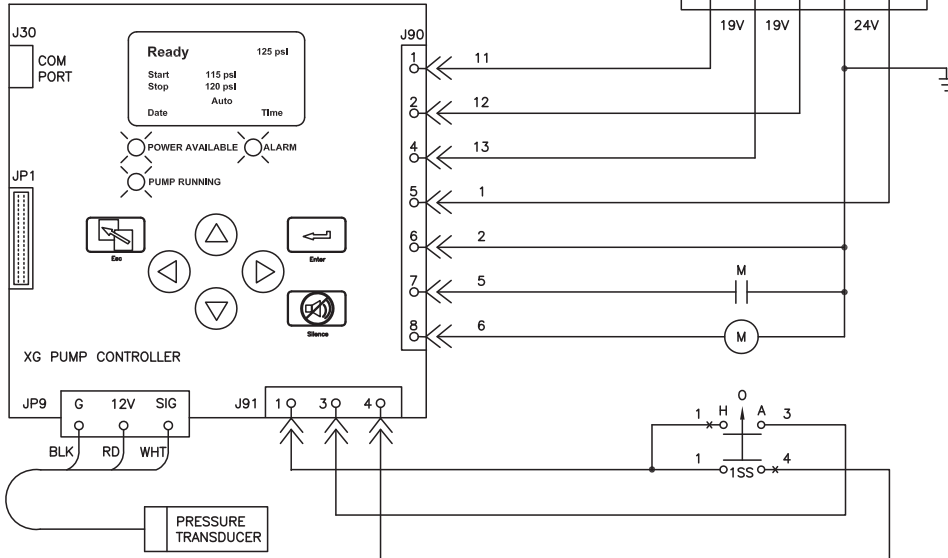 19V 19V 24V
J30
COM
PORT
Ready 125 psi
Start 115 psi
Stop 120 psi
Auto
Date Time
POWER AVAILABLE ALARM
PUMP RUNNING
JP1
Esc
Enter
Silence
XG PUMP CONTROLLER
J90
1 11
2 12
4 13
5 1
6 2
7 5 M
8 6 M
JP9 G 12V SIG
BLK RD WHT
J91 1 3 4
PRESSURE
TRANSDUCER
O
1 H A 3
1 1SS 4